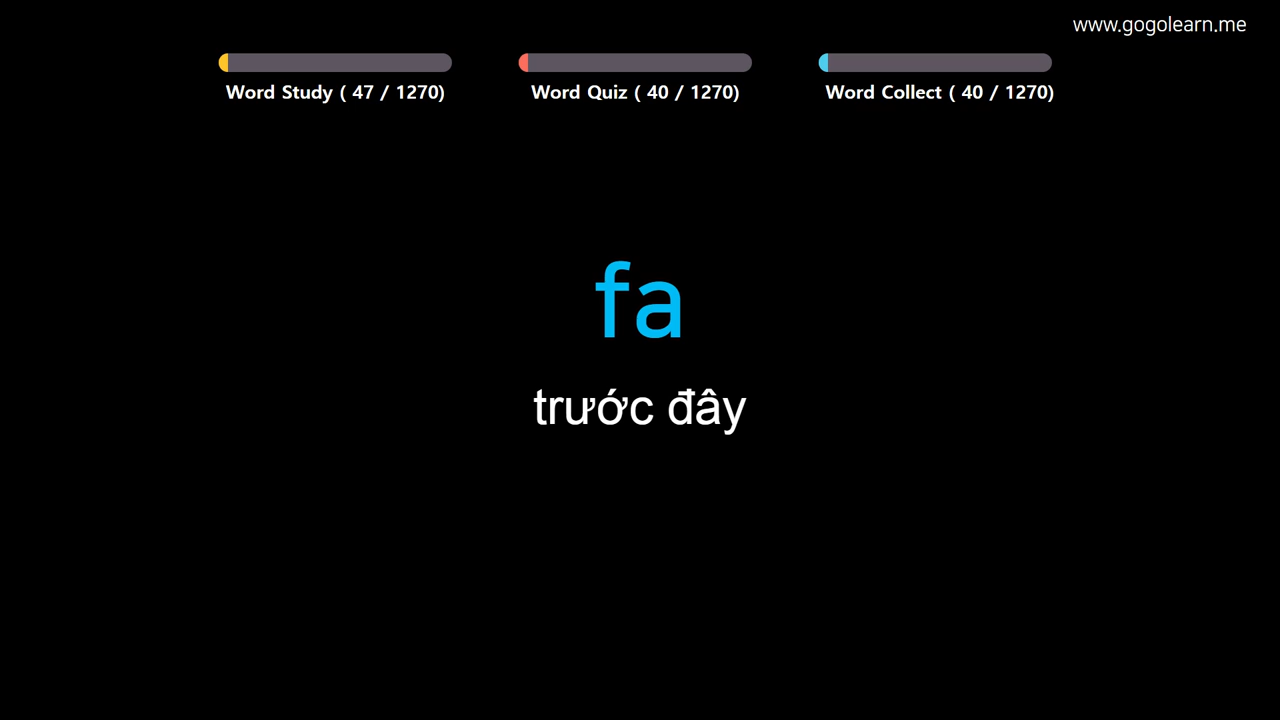 www.gogolearn.me
Word Study ( 47 / 1270)
Word Quiz ( 40 / 1270)
Word Collect ( 40 / 1270)
fa
trước đây